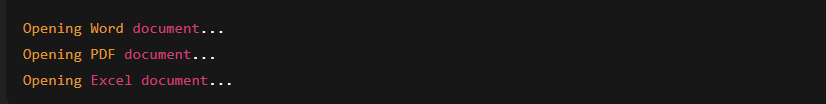 Opening Word document...
Opening PDF document...
Opening Excel document...